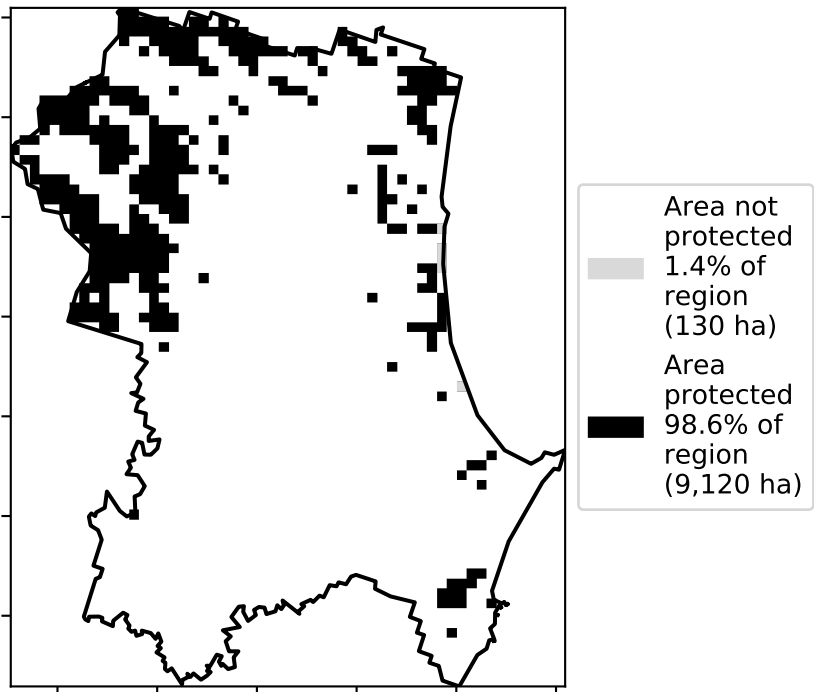 Area not
protected
1.4% of
region
(130 ha)
Area
protected
98.6% of
region
(9,120 ha)